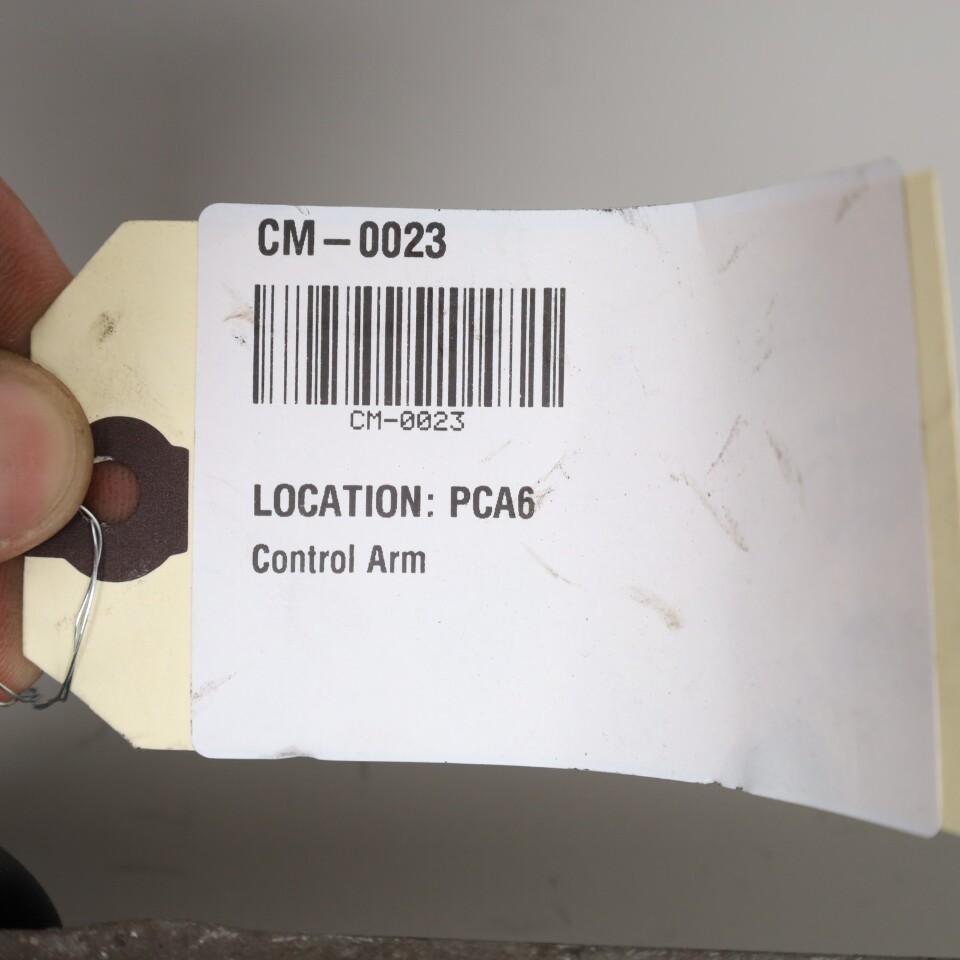 CM-0023
CM-0023
LOCATION: PCA6
Control Arm